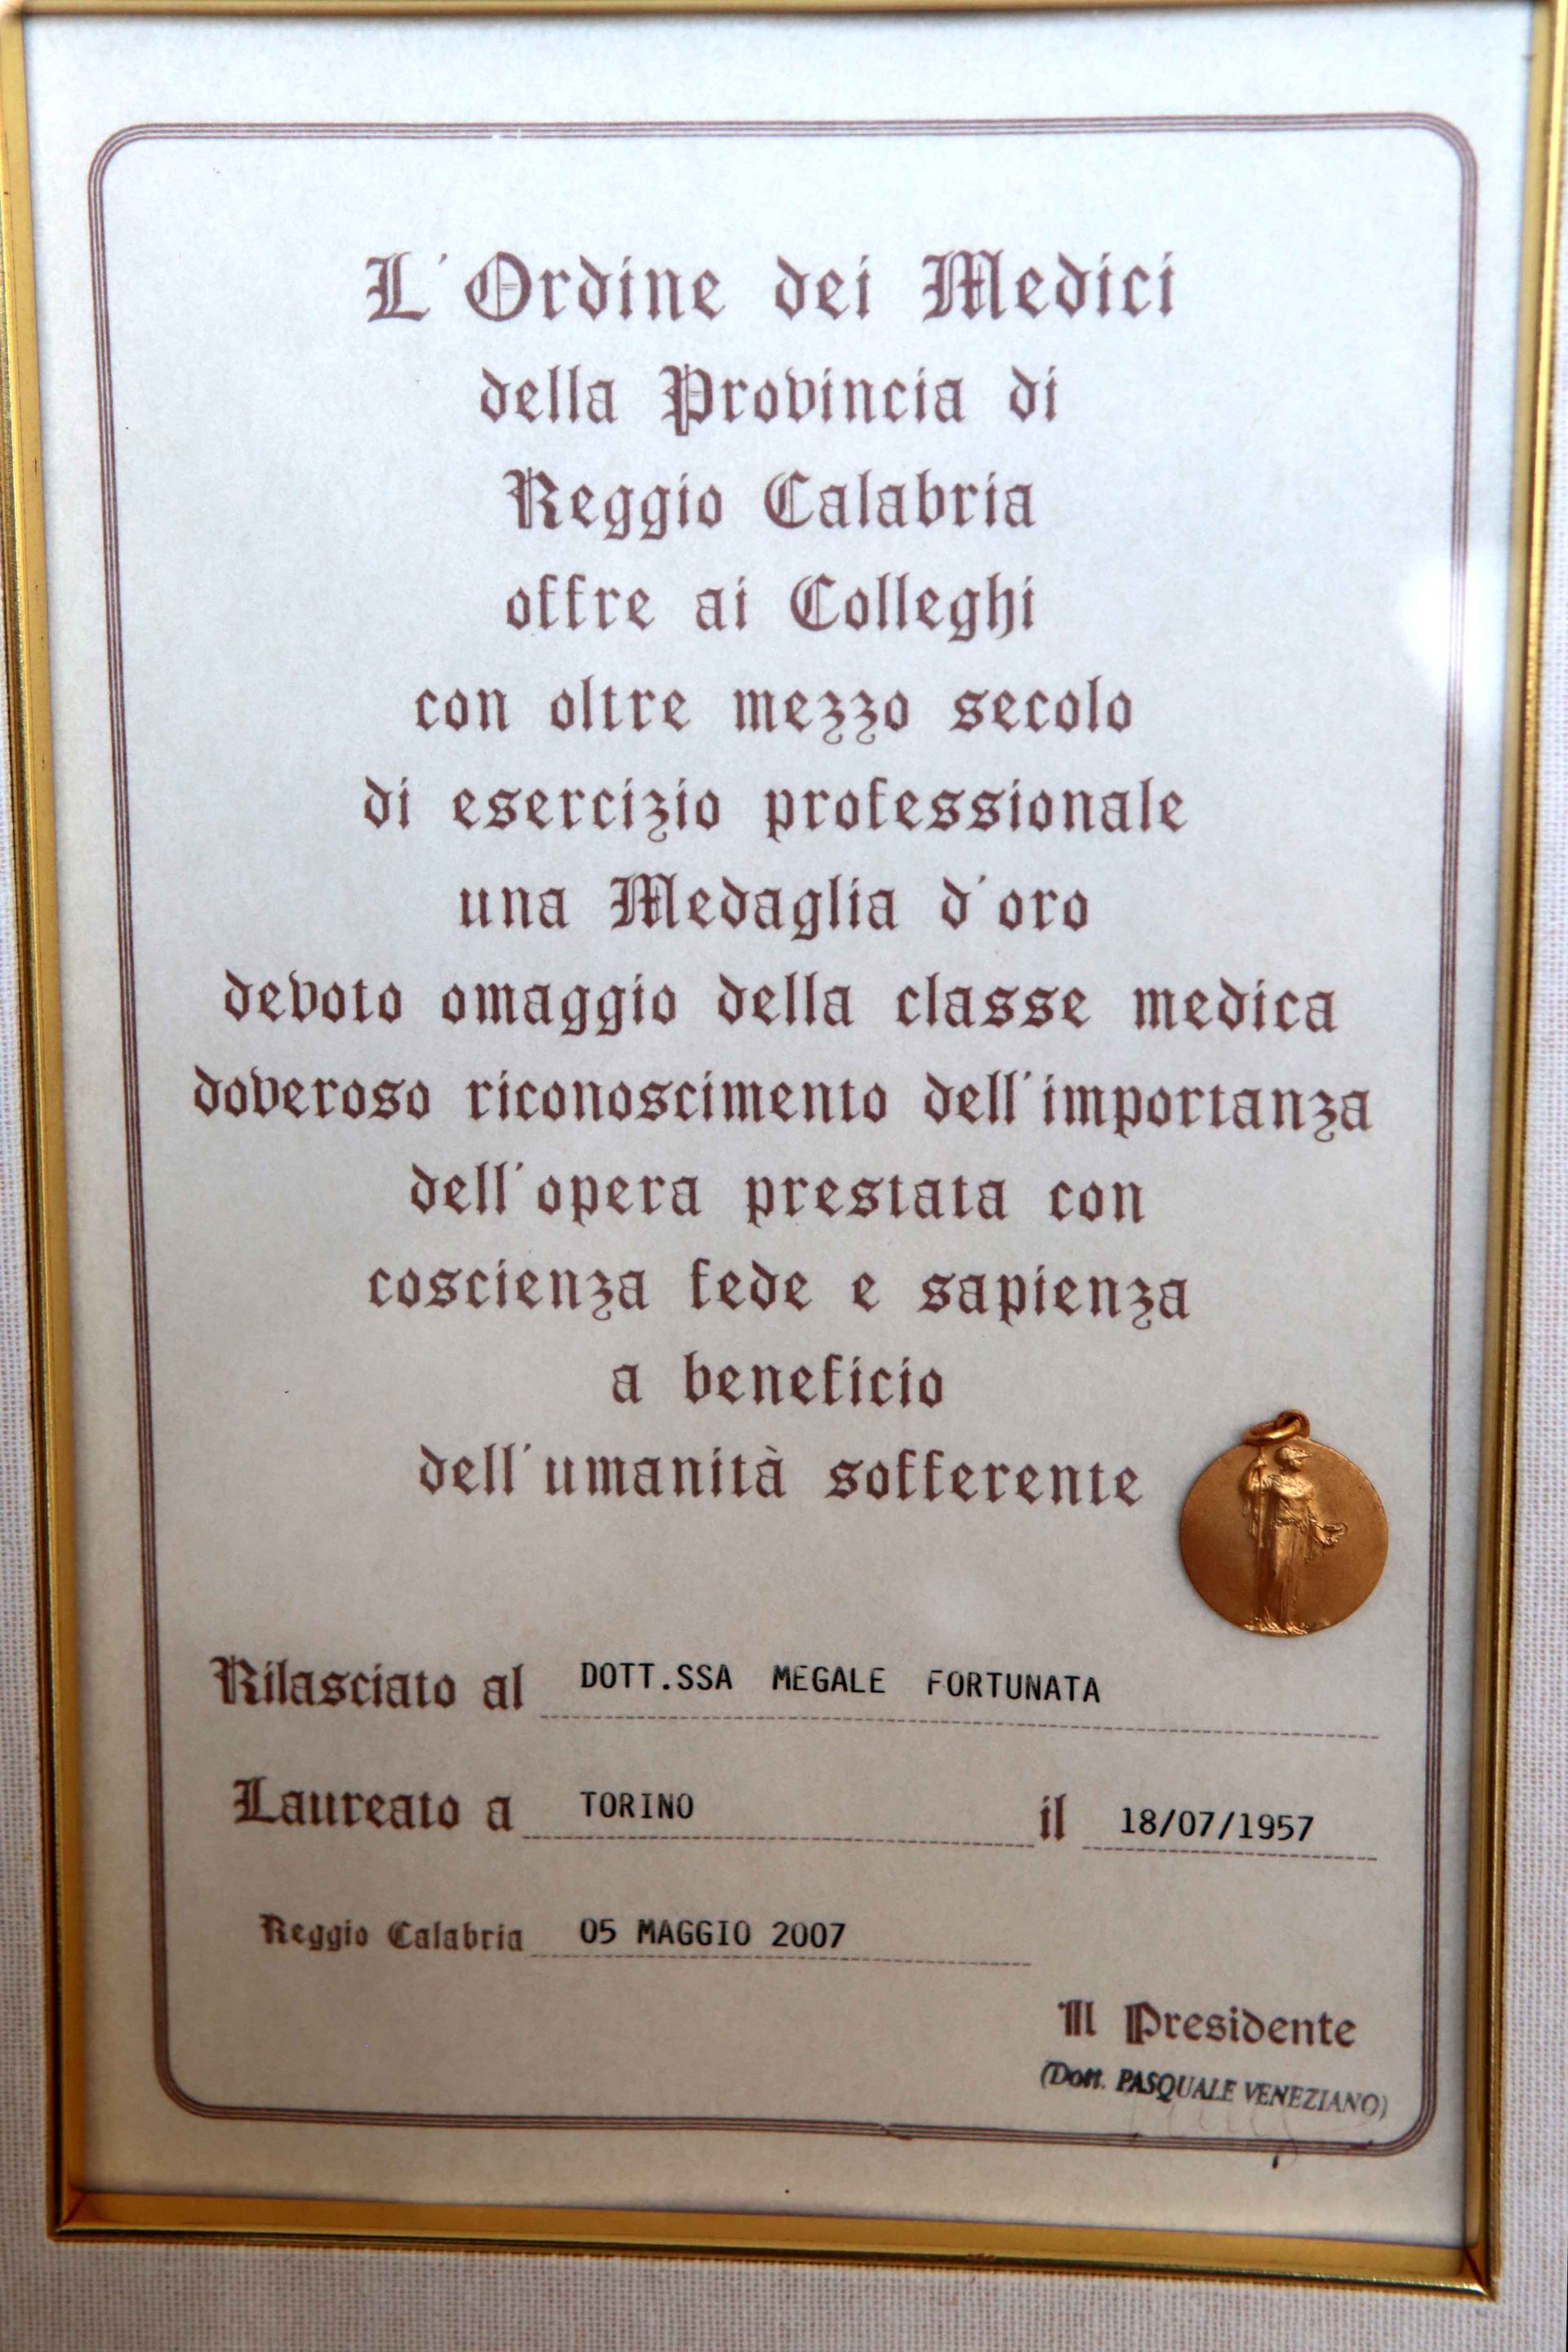 L'Ordine dei Medici
della Provincia di
Reggio Calabria
offre ai Colleghi
con oltre mezzo secolo
di esercizio professionale
una Medaglia d'oro
devoto omaggio della classe medica
doveroso riconoscimento dell'importanza
dell'opera prestata con
coscienza fede e sapienza
a beneficio
dell'umanità sofferente
Rilasciato al DOTT.SSA MEGALE FORTUNATA
Laureato a TORINO il 18/07/1957
Reggio Calabria 05 MAGGIO 2007
Il Presidente
(Dott. PASQUALE VENEZIANO)